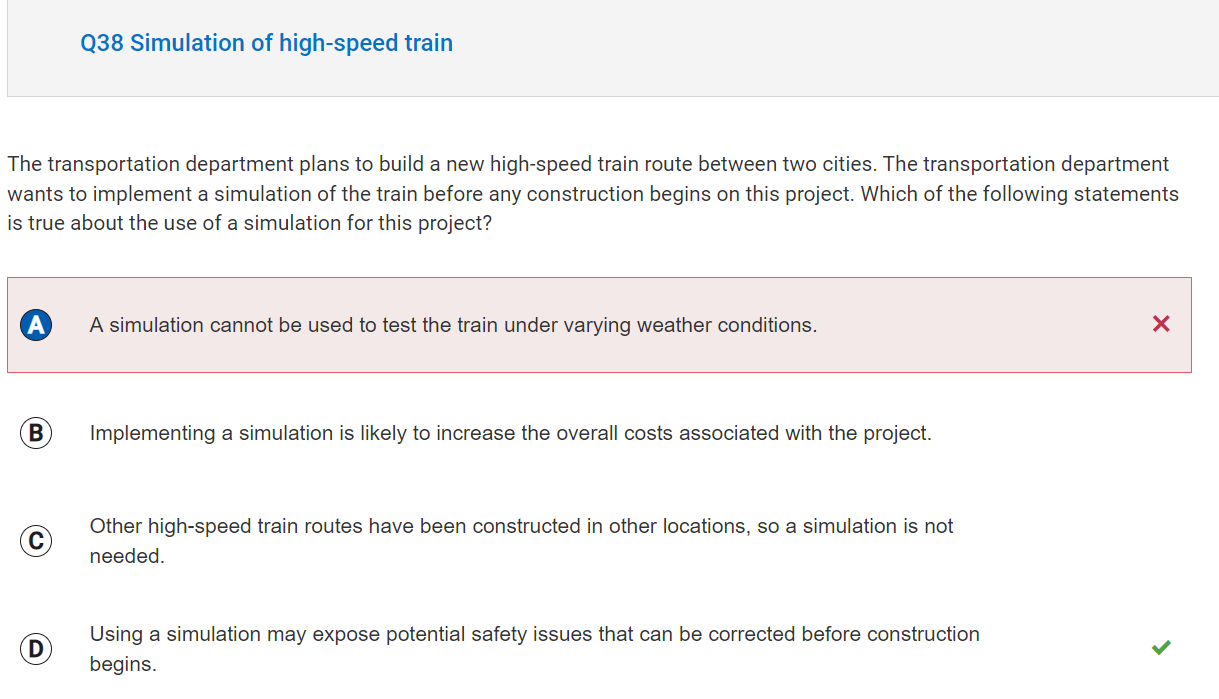 Q38 Simulation of high-speed train
The transportation department plans to build a new high-speed train route between two cities. The transportation department
wants to implement a simulation of the train before any construction begins on this project. Which of the following statements
is true about the use of a simulation for this project?
A A simulation cannot be used to test the train under varying weather conditions.
B Implementing a simulation is likely to increase the overall costs associated with the project.
C Other high-speed train routes have been constructed in other locations, so a simulation is not
needed.
D Using a simulation may expose potential safety issues that can be corrected before construction
begins.